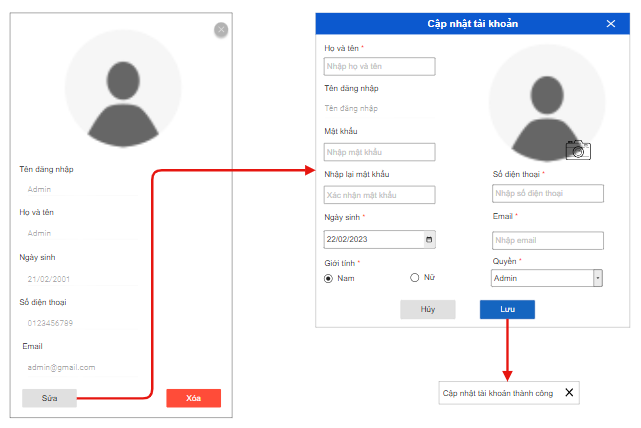 Tên đăng nhập
Admin
Họ và tên
Admin
Ngày sinh
21/02/2001
Số điện thoại
0123456789
Email
admin@gmail.com
Sửa
Xóa
Cập nhật tài khoản
Họ và tên *
Nhập họ và tên
Tên đăng nhập
Tên đăng nhập
Mật khẩu
Nhập mật khẩu
Nhập lại mật khẩu
Xác nhận mật khẩu
Ngày sinh *
22/02/2023
Giới tính *
Nam
Nữ
Số điện thoại *
Nhập số điện thoại
Email *
Nhập email
Quyền *
Admin
Hủy
Lưu
Cập nhật tài khoản thành công